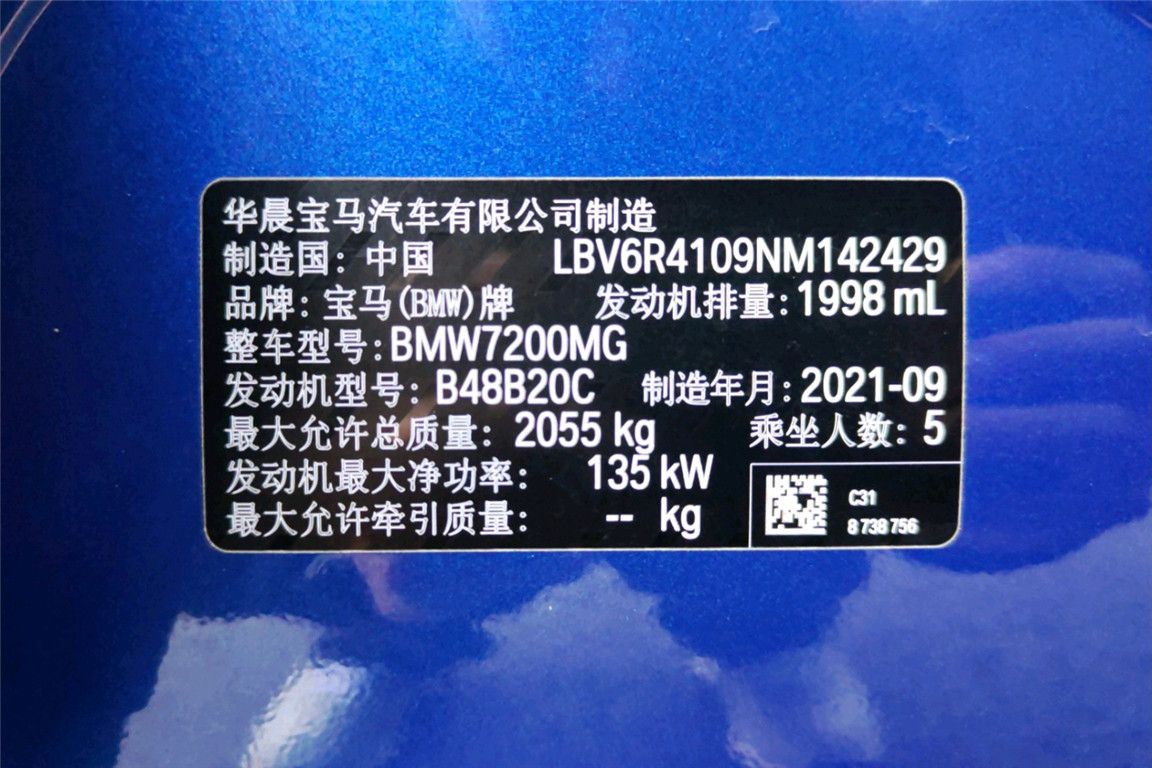 华晨宝马汽车有限公司制造
制造国：中国 LBV6R4109NM142429
品牌：宝马(BMW)牌 发动机排量：1998 mL
整车型号：BMW7200MG
发动机型号：B48B20C 制造年月：2021-09
最大允许总质量：2055 kg 乘坐人数：5
发动机最大净功率：135 kW
最大允许牵引质量：-- kg
C31
8 738 756